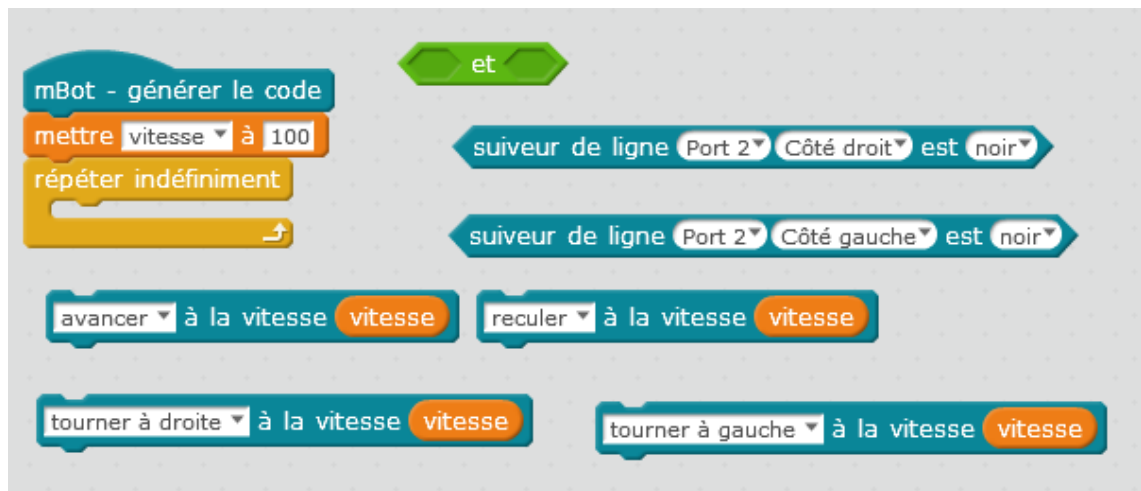 mBot - générer le code
mettre vitesse à 100
répéter indéfiniment
et
suiveur de ligne Port 2 Côté droit est noir
suiveur de ligne Port 2 Côté gauche est noir
avancer à la vitesse vitesse
reculer à la vitesse vitesse
tourner à droite à la vitesse vitesse
tourner à gauche à la vitesse vitesse